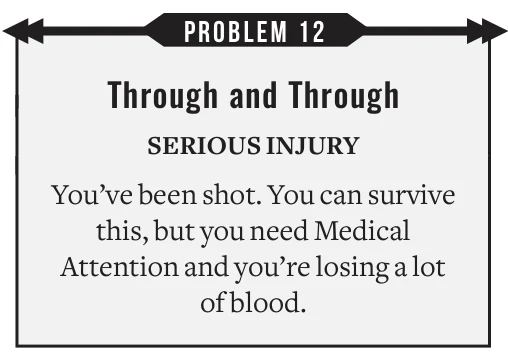 PROBLEM 12
Through and Through
SERIOUS INJURY
You’ve been shot. You can survive
this, but you need Medical
Attention and you’re losing a lot
of blood.